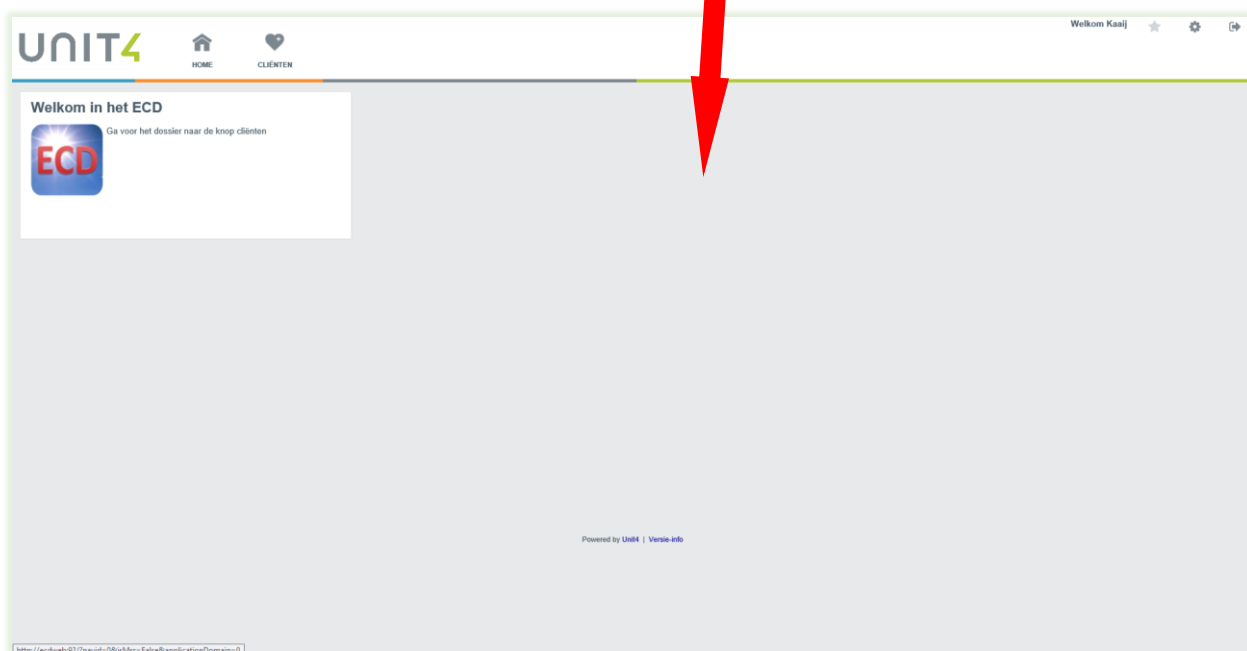 Welkom Kaaij
UNIT4
HOME
CLIËNTEN
Welkom in het ECD
Ga voor het dossier naar de knop cliënten
ECD
Powered by Unit4 | Versie-info